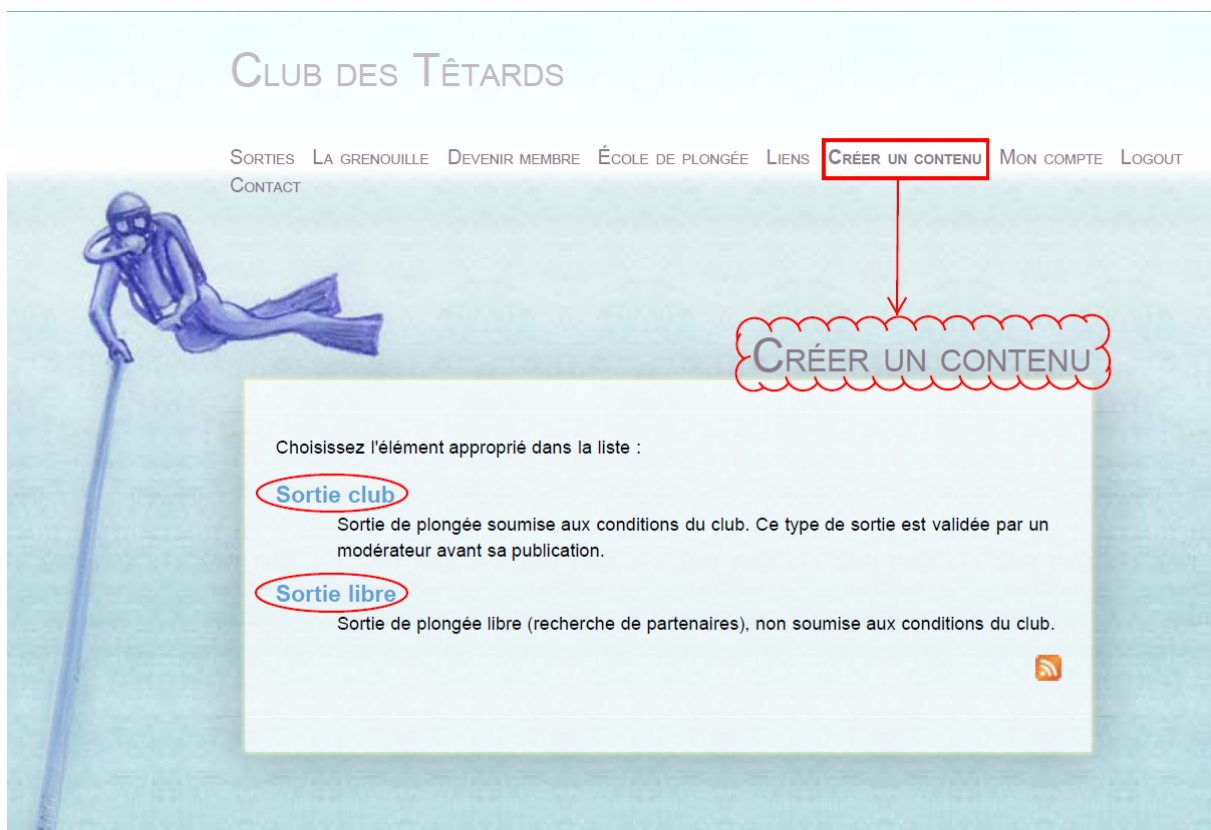 Club des Têtards
Sorties La grenouille Devenir membre École de plongée Liens Créer un contenu Mon compte Logout
Contact
Créer un contenu
Choisissez l'élément approprié dans la liste :
Sortie club
Sortie de plongée soumise aux conditions du club. Ce type de sortie est validée par un
modérateur avant sa publication.
Sortie libre
Sortie de plongée libre (recherche de partenaires), non soumise aux conditions du club.